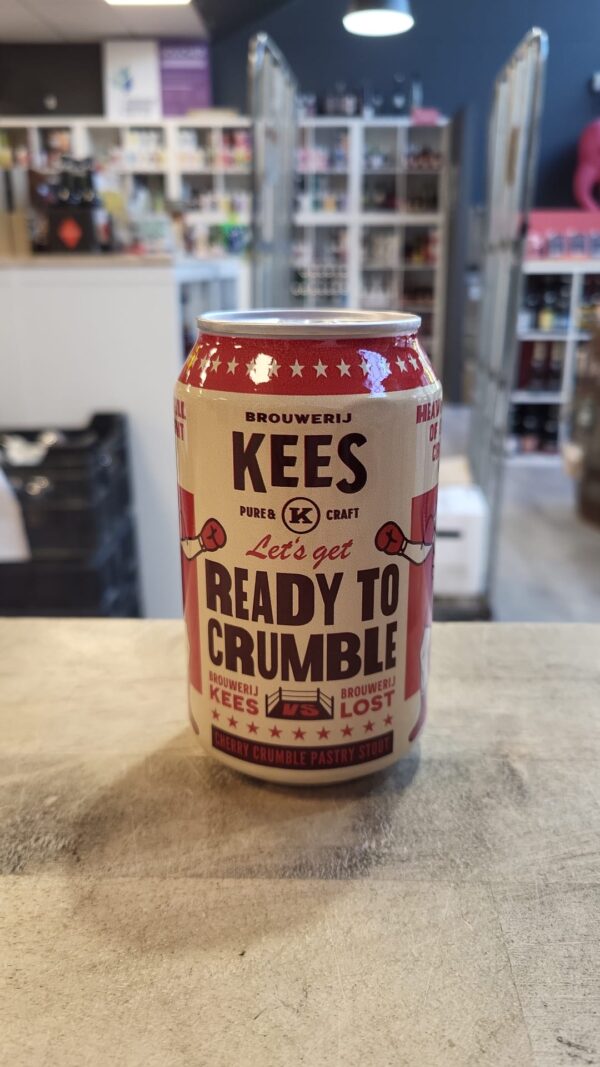 BROUWERIJ
KEES
PURE & K CRAFT
Let's get
READY TO
CRUMBLE
BROUWERIJ
KEES
VS
BROUWERIJ
LOST
CHERRY CRUMBLE PASTRY STOUT